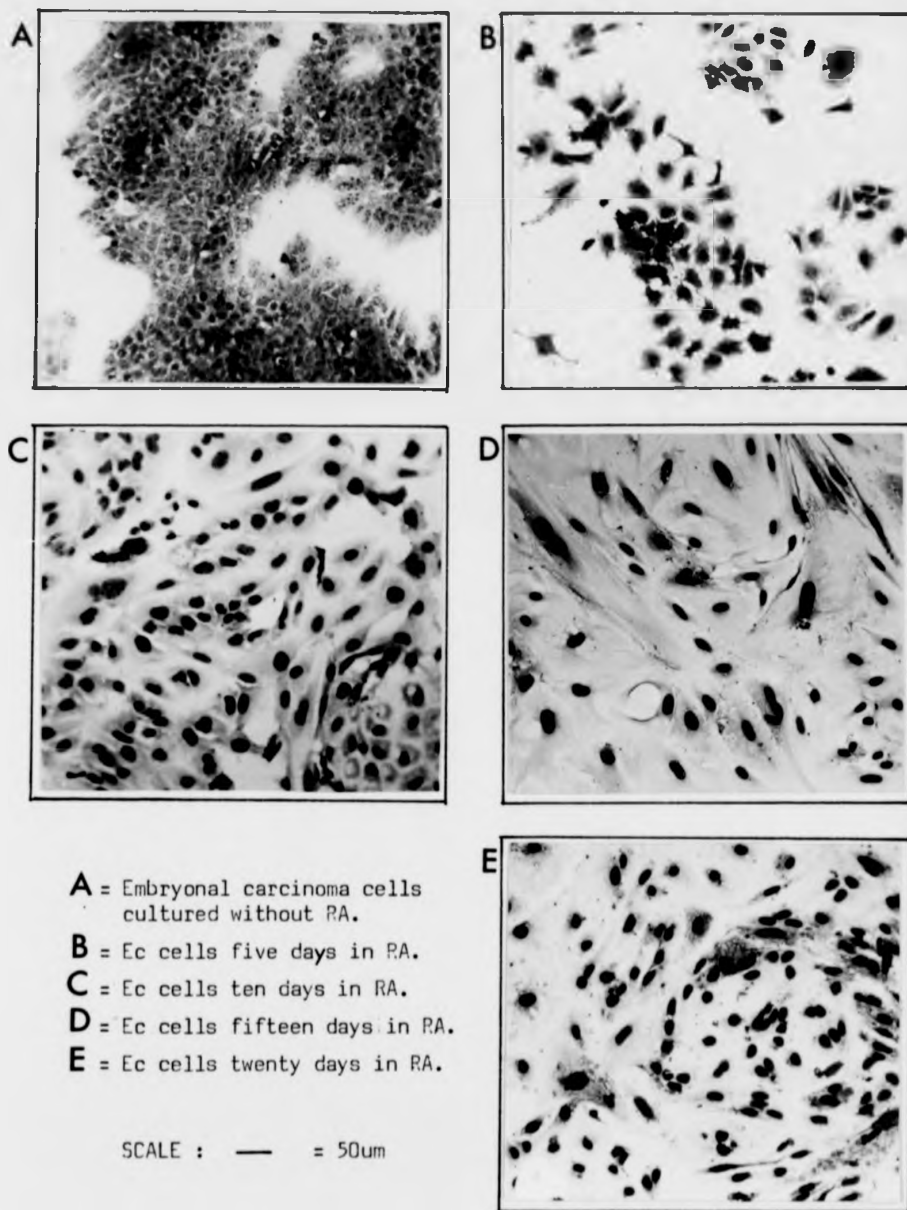 A
B
C
D
E
A = Embryonal carcinoma cells
cultured without RA.
B = Ec cells five days in RA.
C = Ec cells ten days in RA.
D = Ec cells fifteen days in RA.
E = Ec cells twenty days in RA.
SCALE : — = 50um